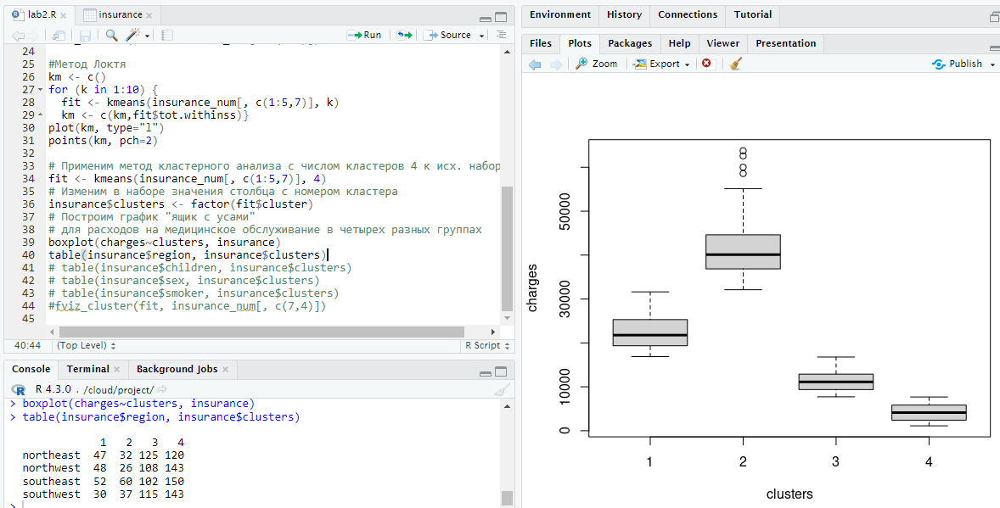 lab2.R insurance
Run Source
24
25 #Метод Локтя
26 km <- c()
27 for (k in 1:10) {
28 fit <- kmeans(insurance_num[, c(1:5,7)], k)
29 km <- c(km,fit$tot.withinss)}
30 plot(km, type="l")
31 points(km, pch=2)
32
33 # Применим метод кластерного анализа с числом кластеров 4 к исх. набор
34 fit <- kmeans(insurance_num[, c(1:5,7)], 4)
35 # Изменим в наборе значения столбца с номером кластера
36 insurance$clusters <- factor(fit$cluster)
37 # Построим график "ящик с усами"
38 # для расходов на медицинское обслуживание в четырех разных группах
39 boxplot(charges~clusters, insurance)
40 table(insurance$region, insurance$clusters)
41 # table(insurance$children, insurance$clusters)
42 # table(insurance$sex, insurance$clusters)
43 # table(insurance$smoker, insurance$clusters)
44 #fviz_cluster(fit, insurance_num[, c(7,4)])
45
40:44 (Top Level) R Script
Console Terminal Background Jobs
R 4.3.0 . /cloud/project/
> boxplot(charges~clusters, insurance)
> table(insurance$region, insurance$clusters)
1 2 3 4
northeast 47 32 125 120
northwest 48 26 108 143
southeast 52 60 102 150
southwest 30 37 115 143
>
Environment History Connections Tutorial
Files Plots Packages Help Viewer Presentation
Zoom Export Publish
charges
50000
30000
10000
0
1 2 3 4
clusters